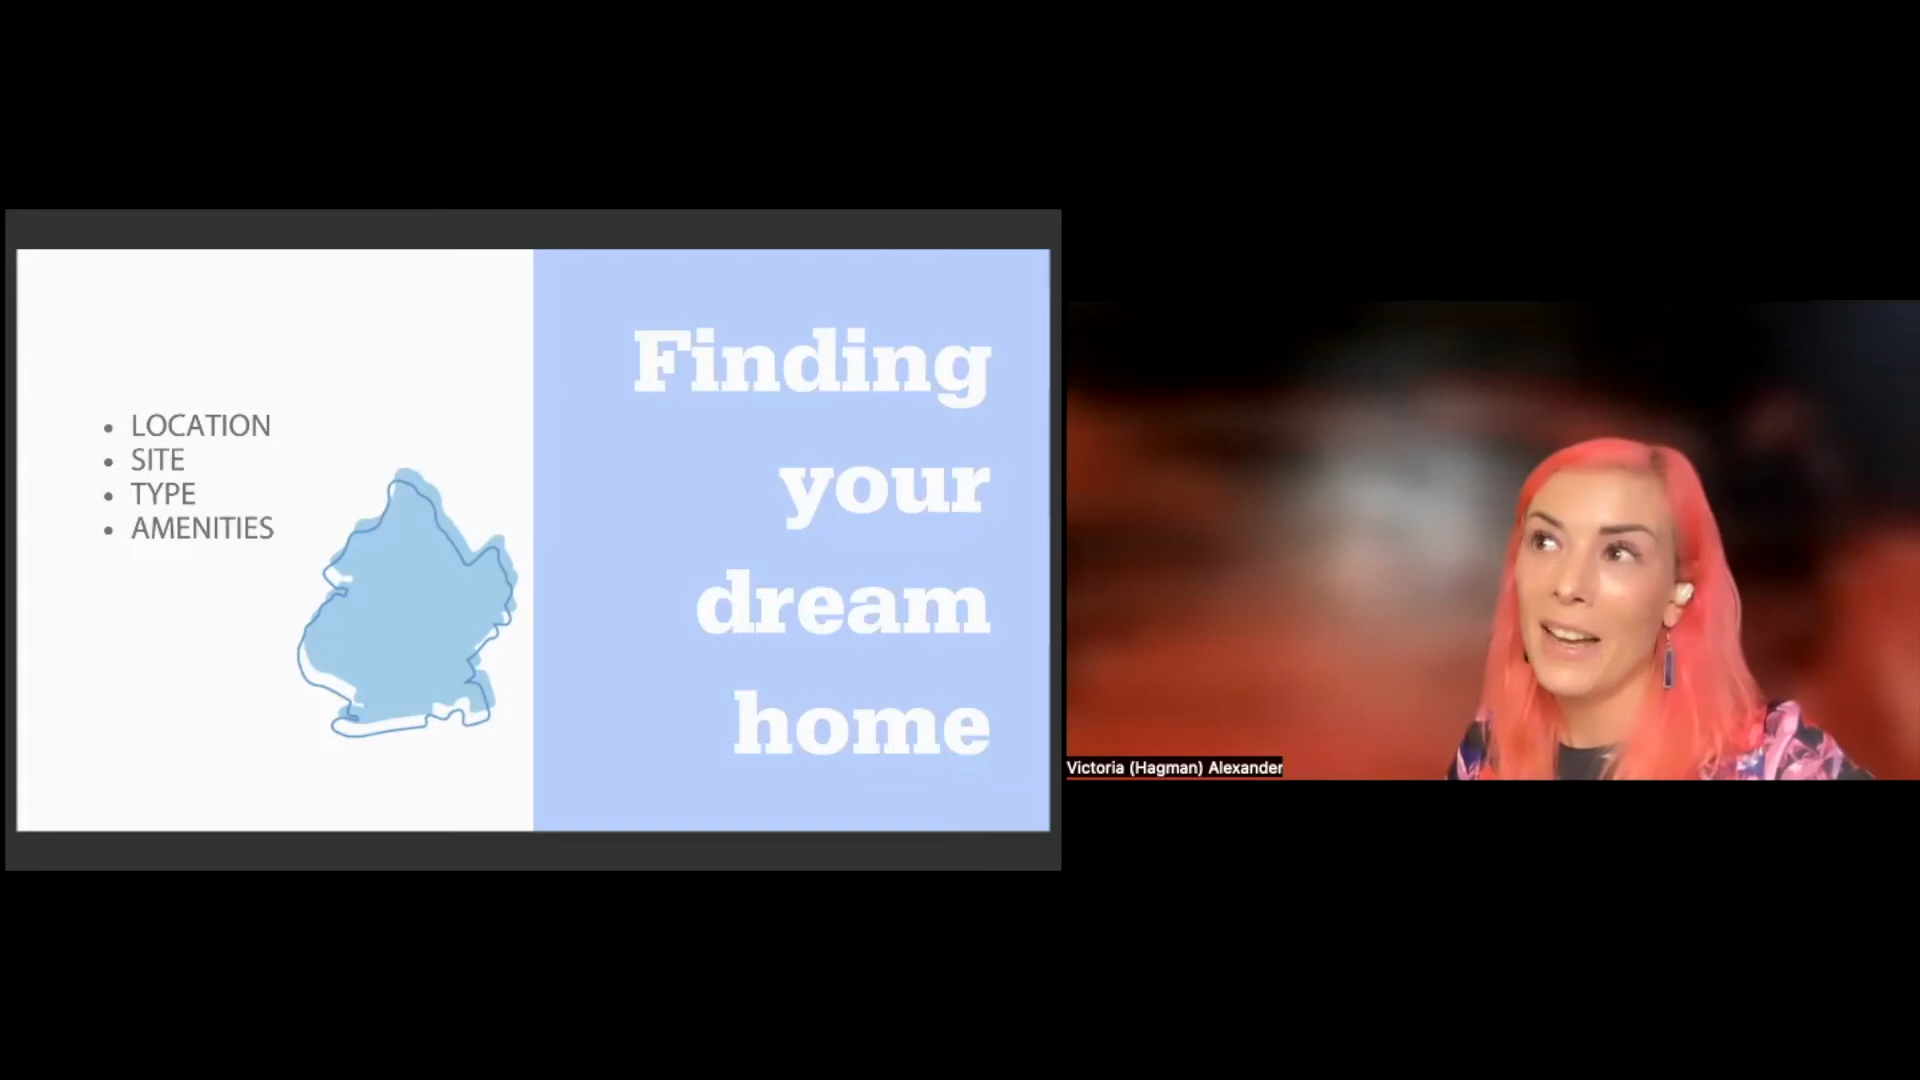 • LOCATION
• SITE
• TYPE
• AMENITIES
Finding
your
dream
home
Victoria (Hagman) Alexander